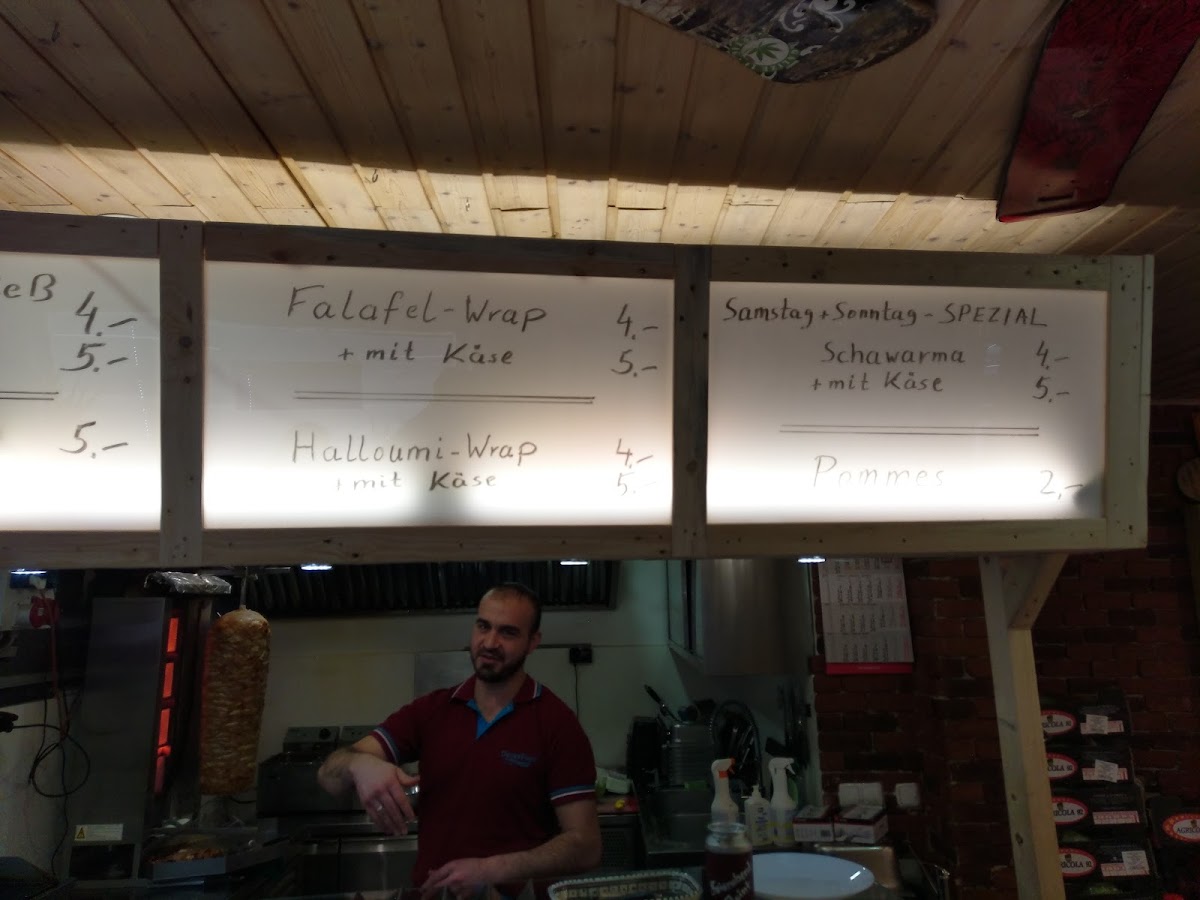 eß 4.–
5.–
5.–
Falafel-Wrap 4.–
+ mit Käse 5.–
Halloumi-Wrap 4.–
+ mit Käse 5.–
Samstag + Sonntag - SPEZIAL
Schawarma 4.–
+ mit Käse 5.–
Pommes 2,–